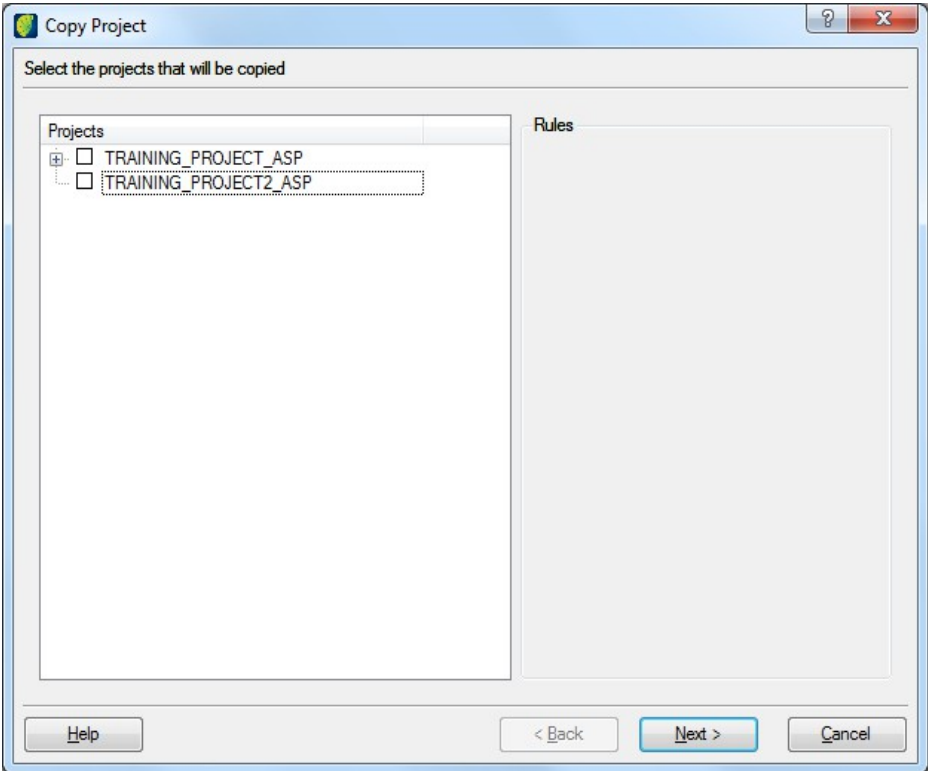 Copy Project
Select the projects that will be copied
Projects
TRAINING_PROJECT_ASP
TRAINING_PROJECT2_ASP
Rules
Help
< Back
Next >
Cancel